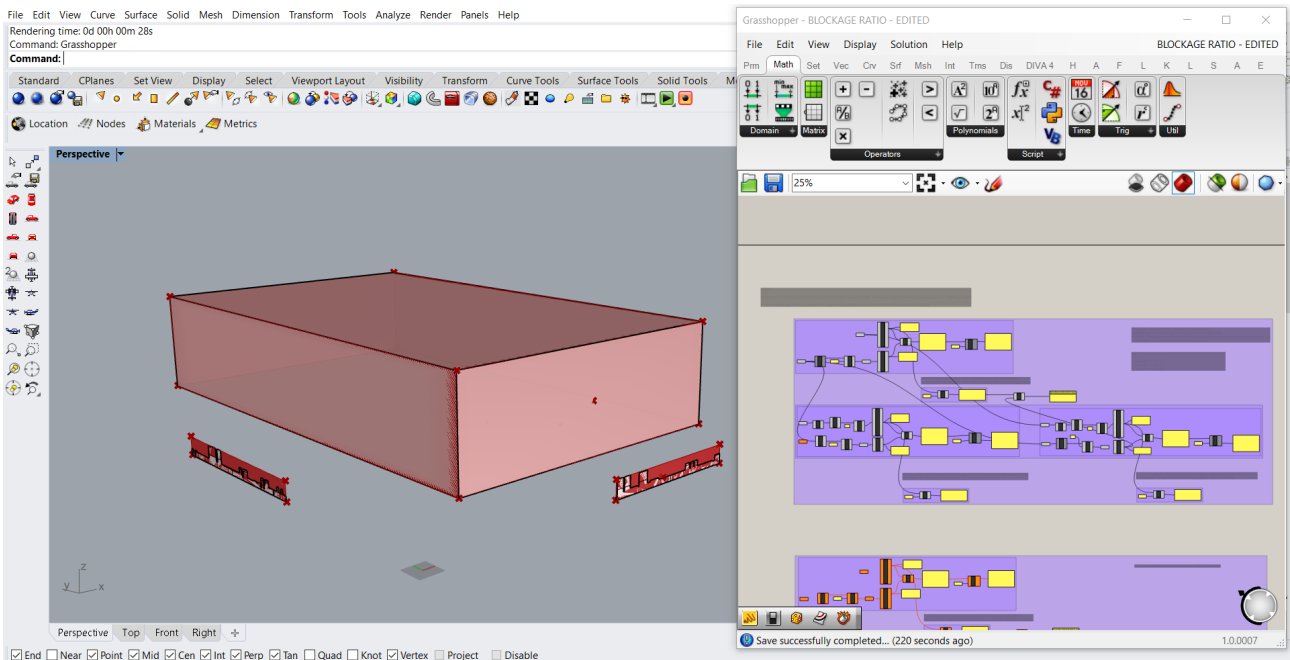 File Edit View Curve Surface Solid Mesh Dimension Transform Tools Analyze Render Panels Help
Rendering time: 0d 00h 00m 28s
Command: Grasshopper
Command:
Standard CPlanes Set View Display Select Viewport Layout Visibility Transform Curve Tools Surface Tools Solid Tools M
Location Nodes Materials Metrics
Perspective
z
y x
Perspective Top Front Right
End Near Point Mid Cen Int Perp Tan Quad Knot Vertex Project Disable
Grasshopper - BLOCKAGE RATIO - EDITED
File Edit View Display Solution Help BLOCKAGE RATIO - EDITED
Prm Math Set Vec Crv Srf Msh Int Trns Dis DIVA4 H A F L K L S A E
Domain Matrix Operators Polynomials Script Time Trig Util
25%
Save successfully completed... (220 seconds ago) 1.0.0007